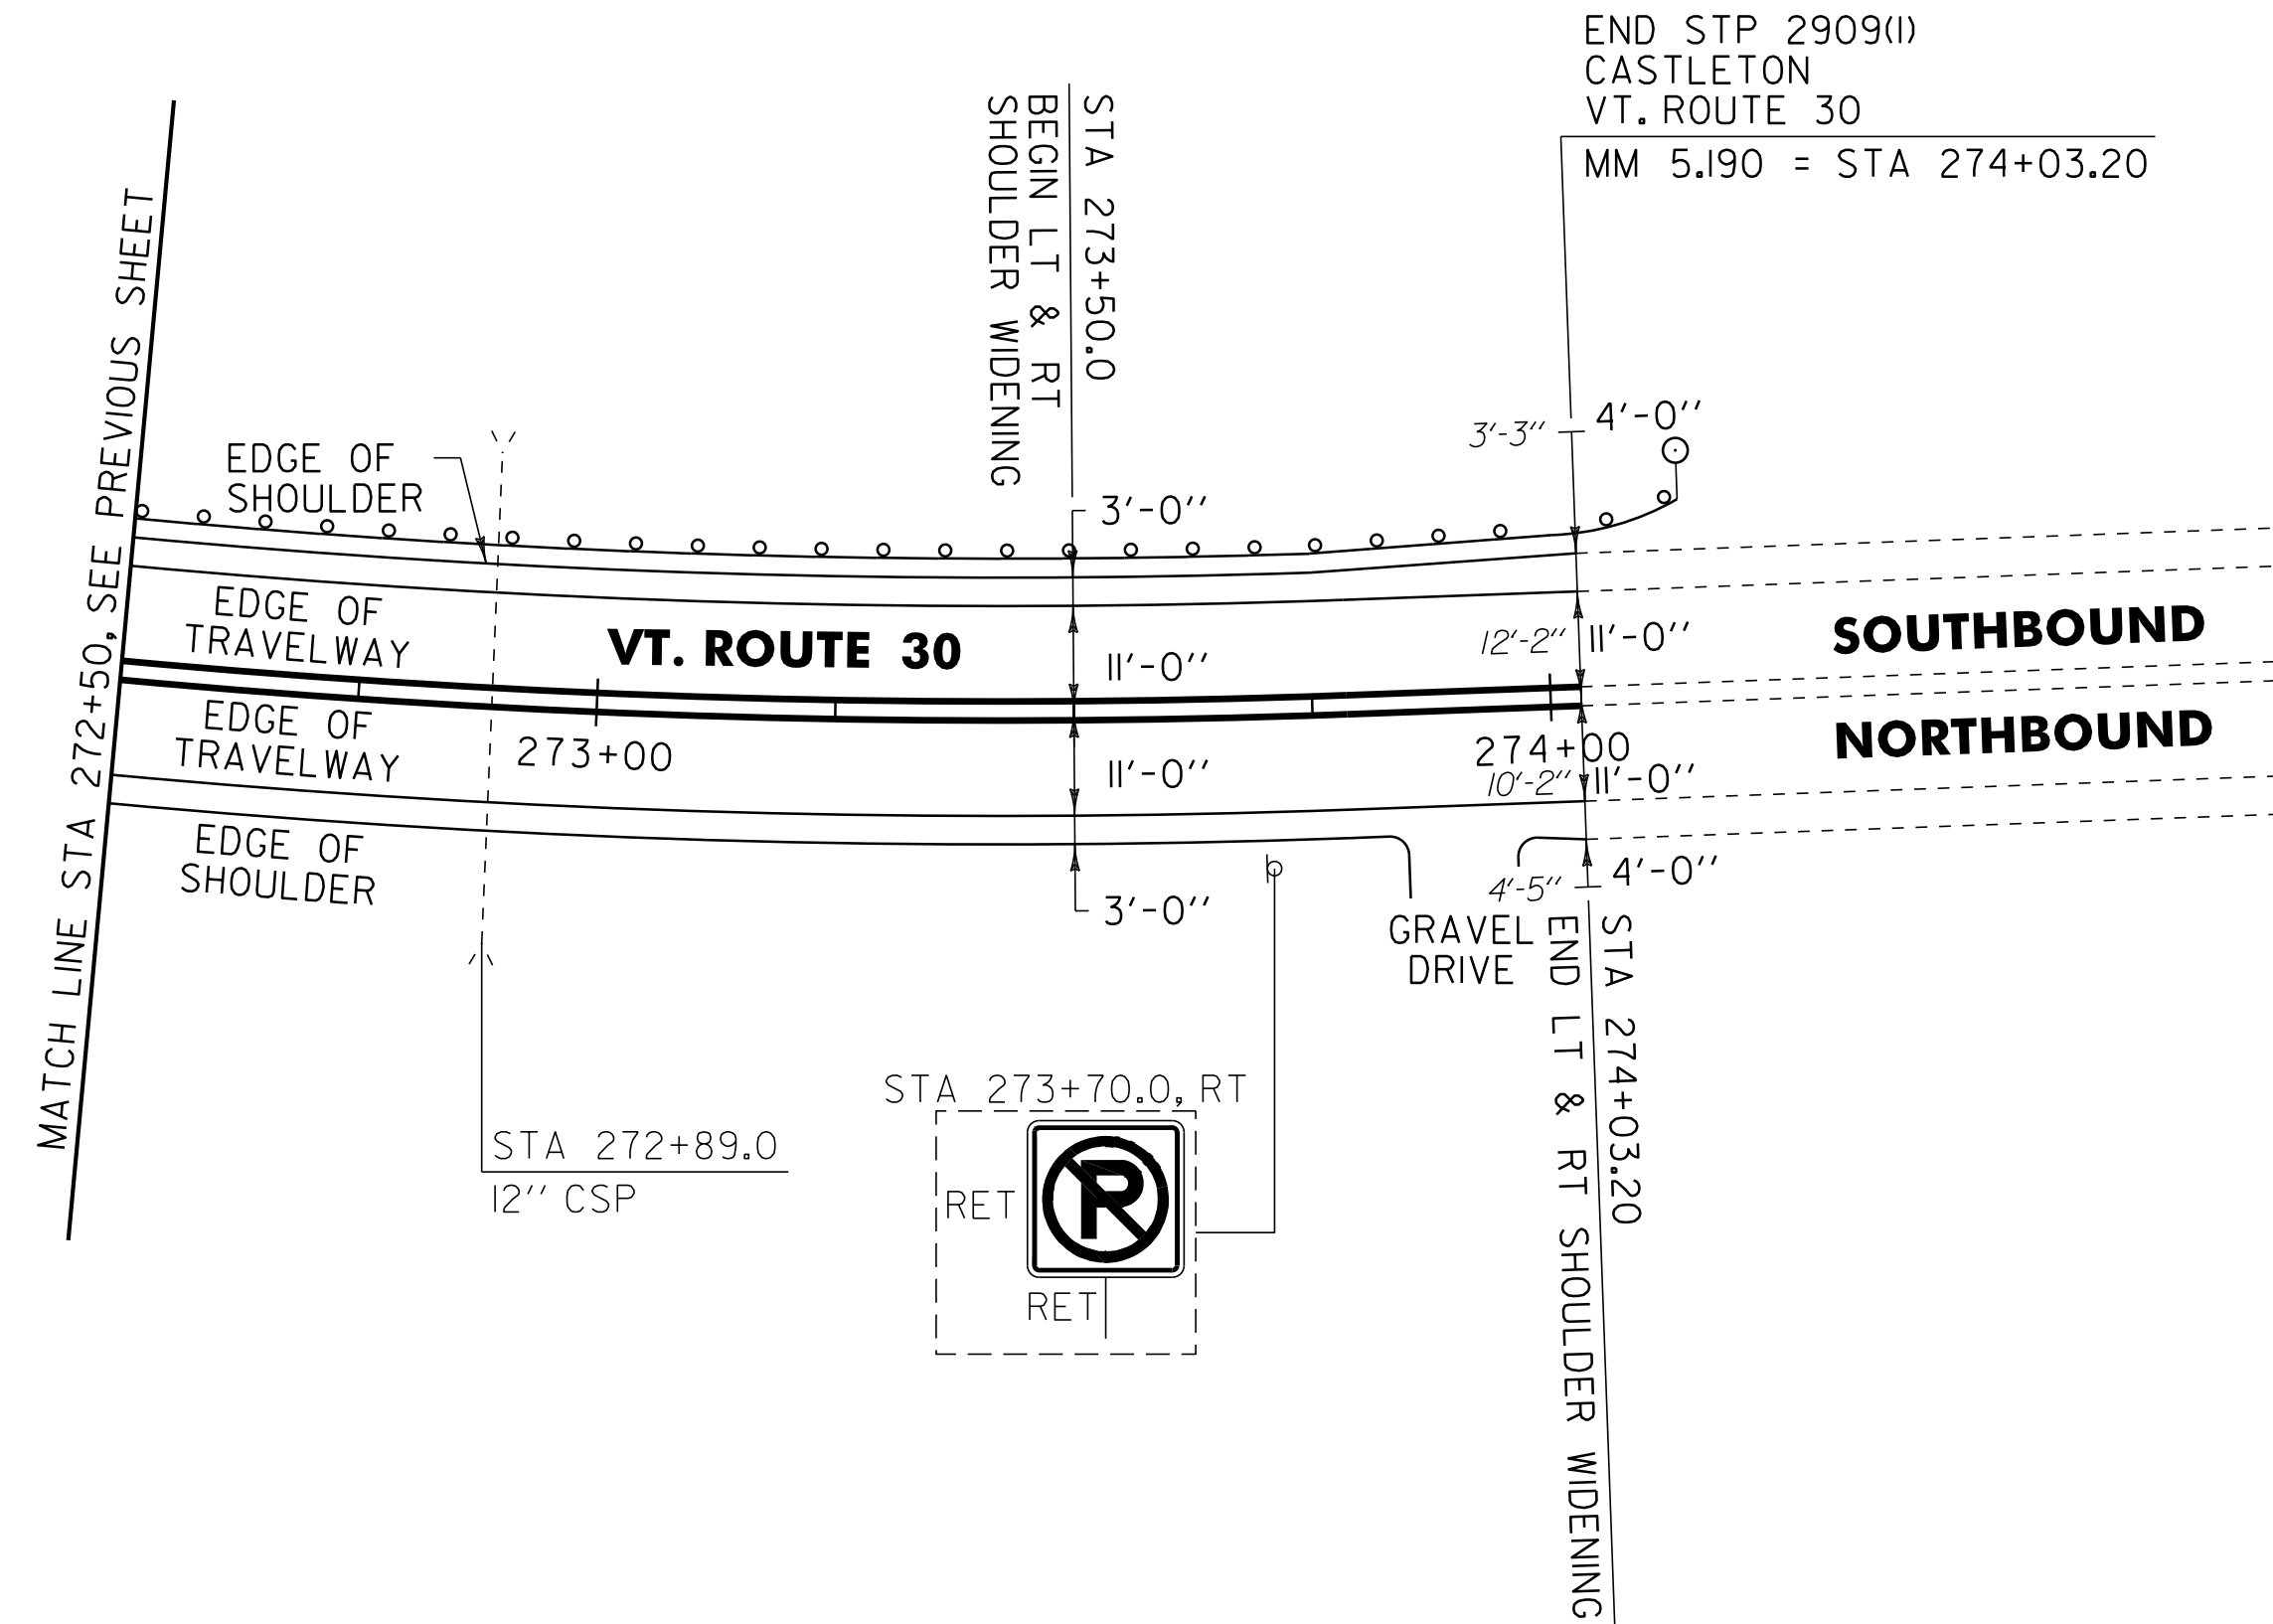 END STP 2909(1)
CASTLETON
VT. ROUTE 30
MM 5.190 = STA 274+03.20
STA 273+50.0
BEGIN LT & RT
SHOULDER WIDENING
MATCH LINE STA 272+50, SEE PREVIOUS SHEET
EDGE OF
SHOULDER
3'-0''
3'-3''
4'-0''
EDGE OF
TRAVELWAY
VT. ROUTE 30
11'-0''
12'-2''
11'-0''
SOUTHBOUND
EDGE OF
TRAVELWAY
273+00
11'-0''
274+00
10'-2''
11'-0''
NORTHBOUND
EDGE OF
SHOULDER
3'-0''
4'-5''
4'-0''
GRAVEL
DRIVE
STA 274+03.20
END LT & RT SHOULDER WIDENING
STA 273+70.0, RT
P
RET
RET
STA 272+89.0
12'' CSP